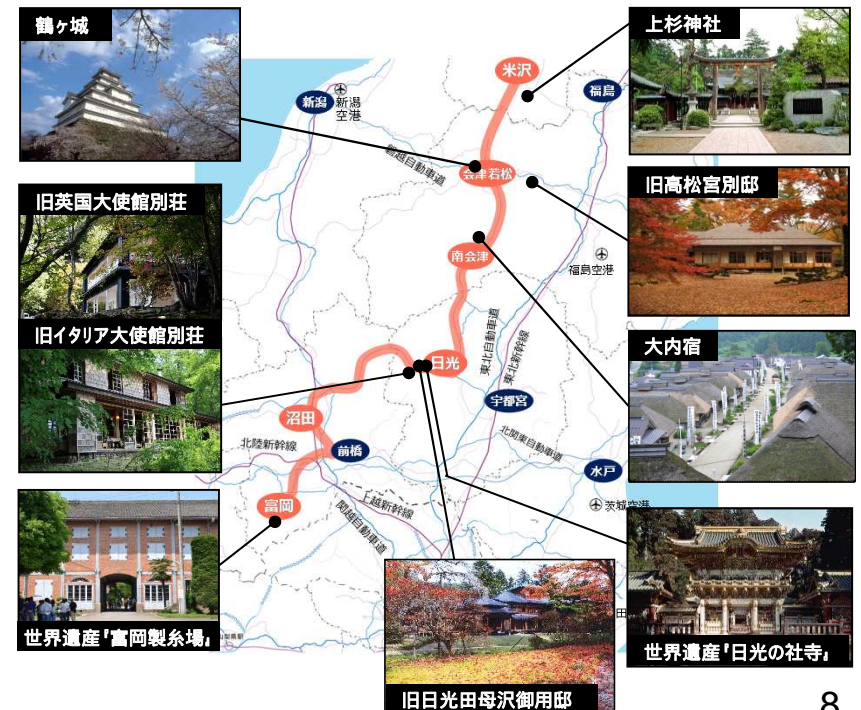 鶴ヶ城
上杉神社
米沢
福島
新潟
新潟
空港
磐越自動車道
会津若松
旧高松宮別邸
旧英国大使館別荘
南会津
福島空港
旧イタリア大使館別荘
東北自動車道
東北新幹線
大内宿
日光
宇都宮
沼田
北陸新幹線
前橋
北関東自動車道
水戸
富岡
上越新幹線
関越自動車道
茨城空港
世界遺産『富岡製糸場』
世界遺産『日光の社寺』
旧日光田母沢御用邸
8